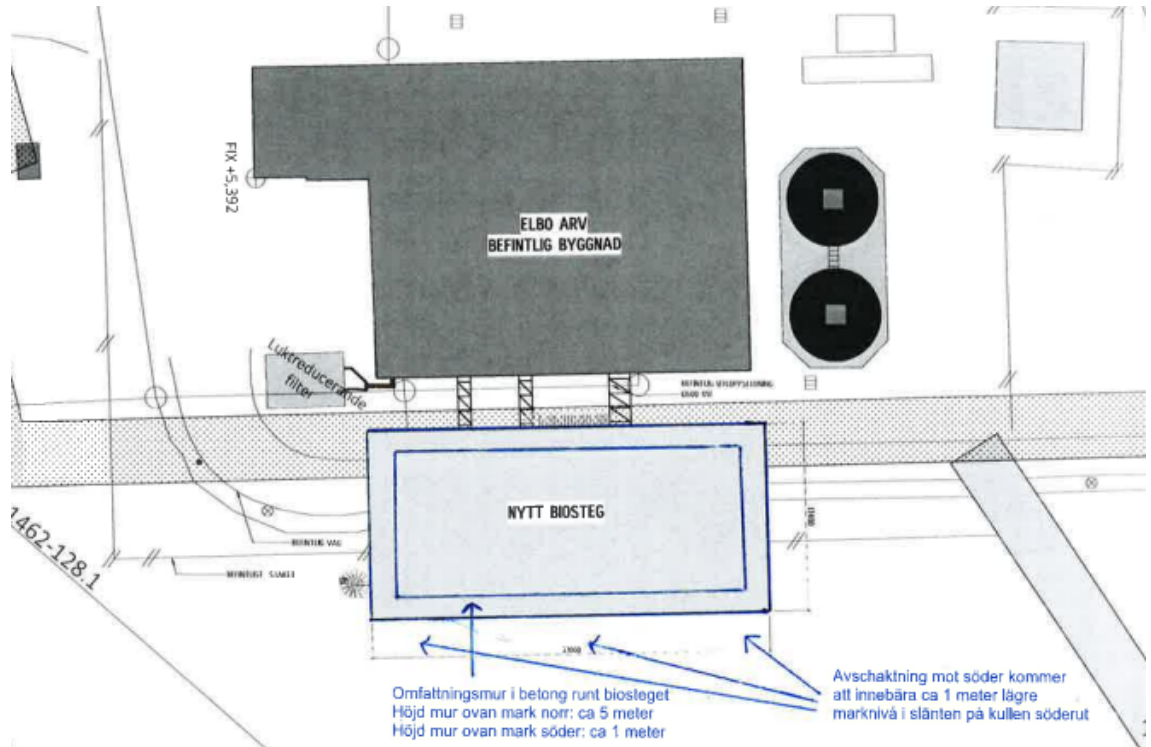 FIX +5,392
ELBO ARV
BEFINTLIG BYGGNAD
Luktreducerande
filter
NYTT BIOSTEG
BEFINTLIG VÄG
1462-128.1
Omfattningsmur i betong runt biosteget
Höjd mur ovan mark norr: ca 5 meter
Höjd mur ovan mark söder: ca 1 meter
Avschaktning mot söder kommer
att innebära ca 1 meter lägre
marknivå i slänten på kullen söderut